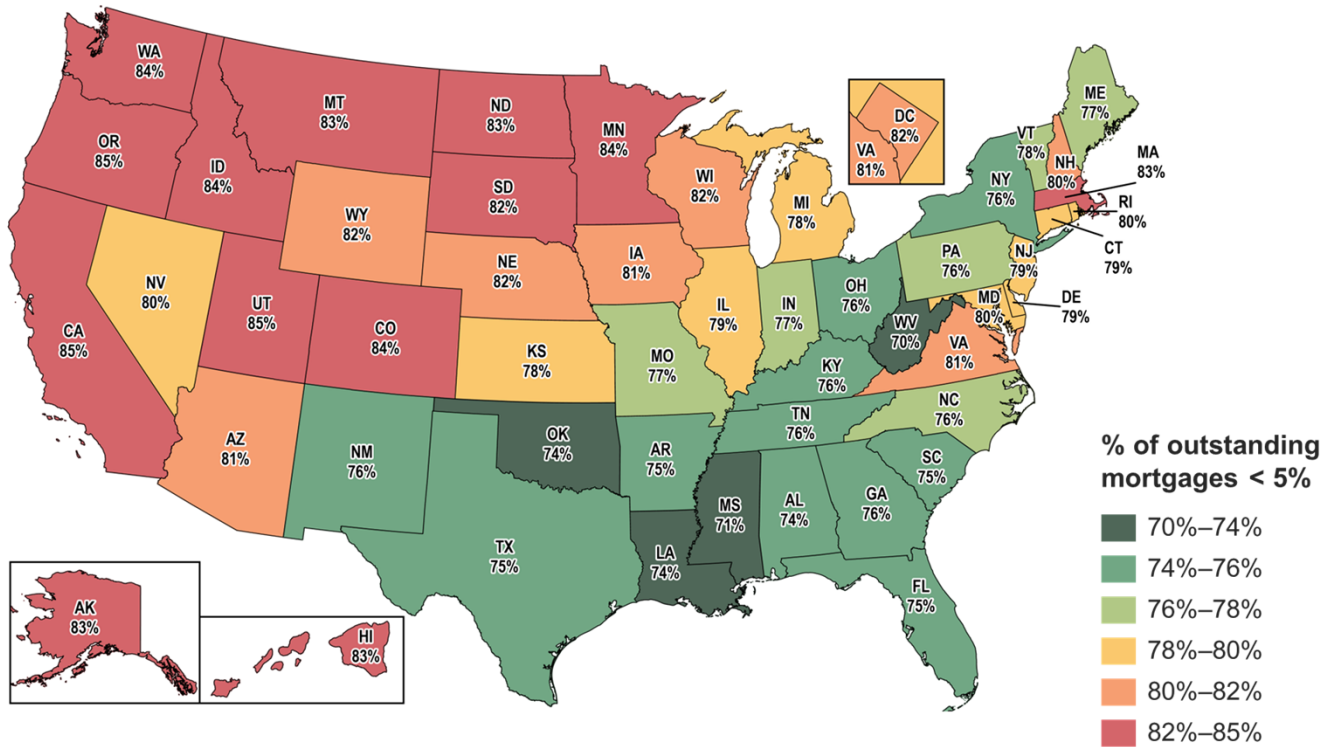 WA
84%
OR
85%
ID
84%
MT
83%
ND
83%
MN
84%
SD
82%
WY
82%
NE
82%
IA
81%
WI
82%
MI
78%
DC
82%
VA
81%
ME
77%
VT
78%
NH
80%
MA
83%
NY
76%
RI
80%
CT
79%
NJ
79%
PA
76%
DE
79%
MD
80%
NV
80%
UT
85%
CA
85%
CO
84%
KS
78%
MO
77%
IL
79%
IN
77%
OH
76%
WV
70%
VA
81%
KY
76%
NC
76%
TN
76%
SC
75%
AZ
81%
NM
76%
OK
74%
AR
75%
MS
71%
AL
74%
GA
76%
LA
74%
TX
75%
FL
75%
AK
83%
HI
83%
% of outstanding
mortgages < 5%
70%–74%
74%–76%
76%–78%
78%–80%
80%–82%
82%–85%